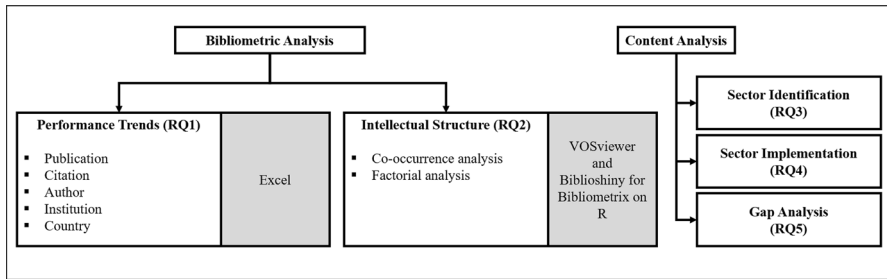 Bibliometric Analysis
Content Analysis
Performance Trends (RQ1)
▪ Publication
▪ Citation
▪ Author
▪ Institution
▪ Country
Excel
Intellectual Structure (RQ2)
▪ Co-occurrence analysis
▪ Factorial analysis
VOSviewer
and
Biblioshiny for
Bibliometrix on
R
Sector Identification
(RQ3)
Sector Implementation
(RQ4)
Gap Analysis
(RQ5)